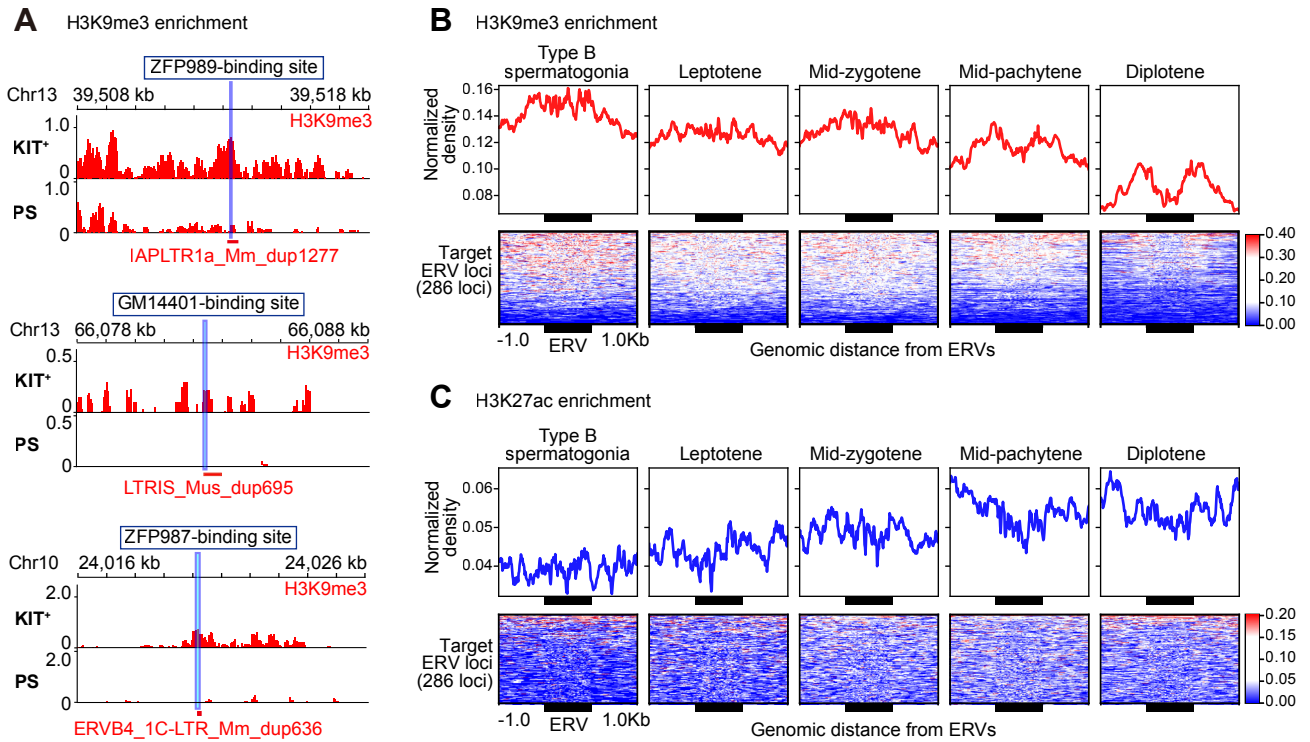 A H3K9me3 enrichment
ZFP989-binding site
Chr13 39,508 kb 39,518 kb
H3K9me3
1.0
KIT+
0
1.0
PS
0
IAPLTR1a_Mm_dup1277
GM14401-binding site
Chr13 66,078 kb 66,088 kb
H3K9me3
0.5
KIT+
0
0.5
PS
0
LTRIS_Mus_dup695
ZFP987-binding site
Chr10 24,016 kb 24,026 kb
H3K9me3
2.0
KIT+
0
2.0
PS
0
ERVB4_1C-LTR_Mm_dup636
B H3K9me3 enrichment
Type B
spermatogonia Leptotene Mid-zygotene Mid-pachytene Diplotene
Normalized
density
0.16
0.14
0.12
0.10
0.08
Target
ERV loci
(286 loci)
0.40
0.30
0.20
0.10
0.00
-1.0 ERV 1.0Kb
Genomic distance from ERVs
C H3K27ac enrichment
Type B
spermatogonia Leptotene Mid-zygotene Mid-pachytene Diplotene
Normalized
density
0.06
0.05
0.04
Target
ERV loci
(286 loci)
0.20
0.15
0.10
0.05
0.00
-1.0 ERV 1.0Kb
Genomic distance from ERVs